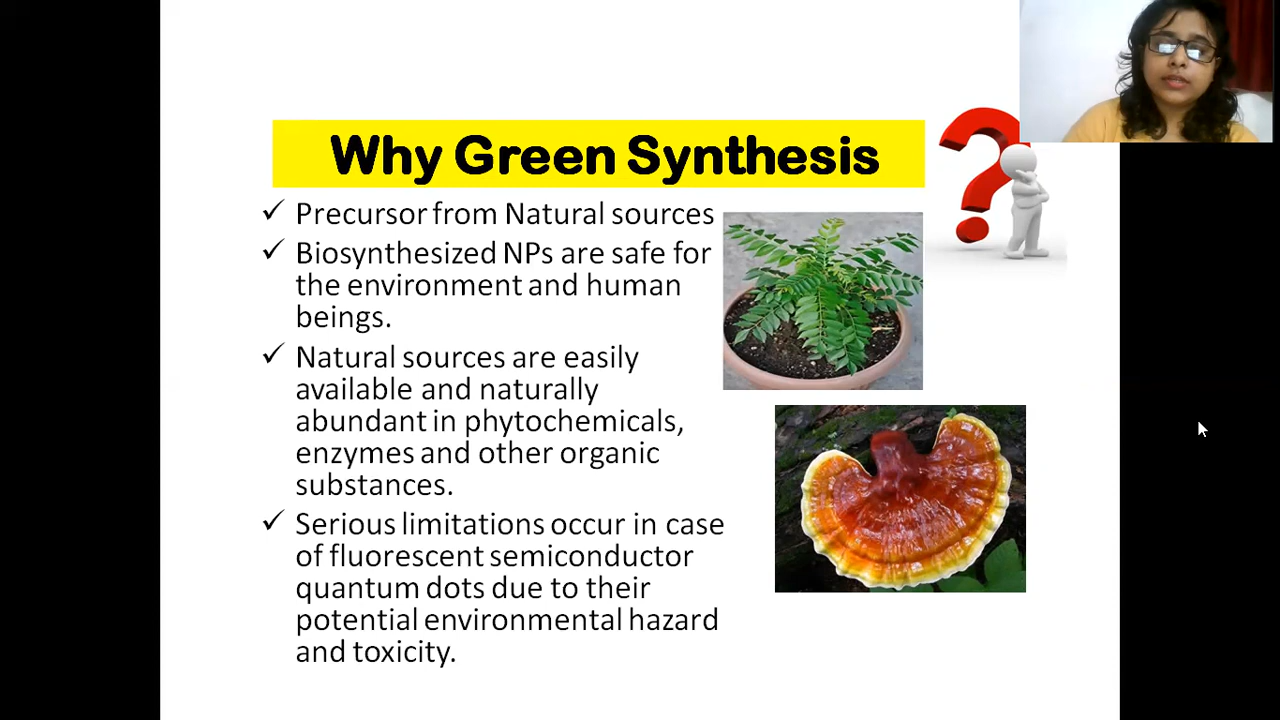 Why Green Synthesis
✓ Precursor from Natural sources
✓ Biosynthesized NPs are safe for
the environment and human
beings.
✓ Natural sources are easily
available and naturally
abundant in phytochemicals,
enzymes and other organic
substances.
✓ Serious limitations occur in case
of fluorescent semiconductor
quantum dots due to their
potential environmental hazard
and toxicity.